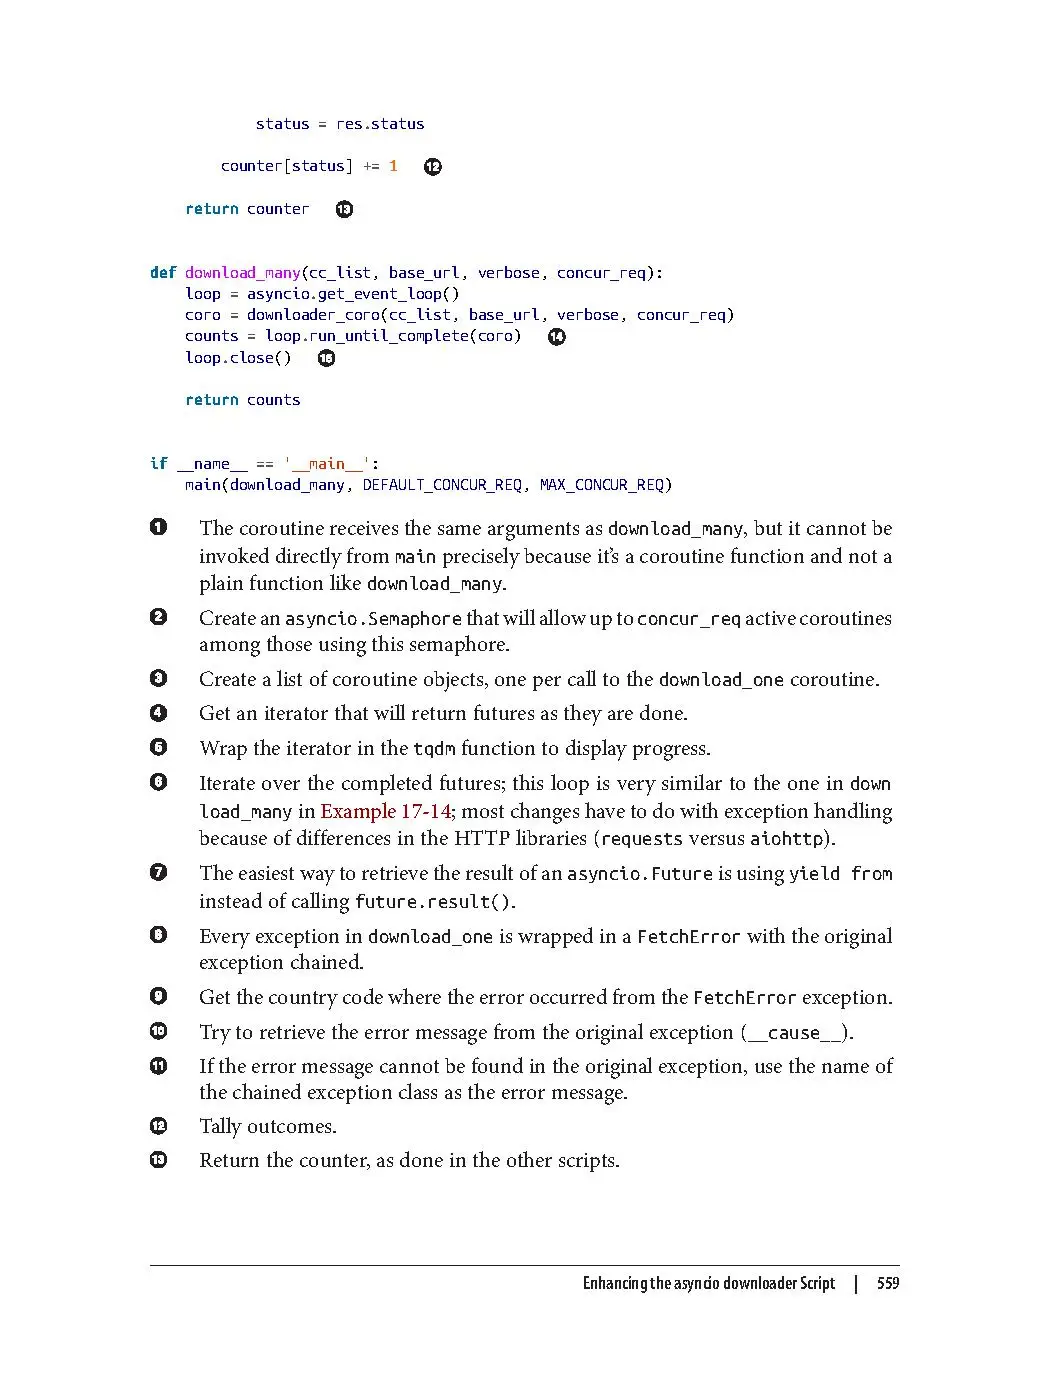 status = res.status
counter[status] += 1 ⓬
return counter ⓭
def download_many(cc_list, base_url, verbose, concur_req):
loop = asyncio.get_event_loop()
coro = downloader_coro(cc_list, base_url, verbose, concur_req)
counts = loop.run_until_complete(coro) ⓮
loop.close() ⓯
return counts
if __name__ == '__main__':
main(download_many, DEFAULT_CONCUR_REQ, MAX_CONCUR_REQ)
❶ The coroutine receives the same arguments as download_many, but it cannot be
invoked directly from main precisely because it's a coroutine function and not a
plain function like download_many.
❷ Create an asyncio.Semaphore that will allow up to concur_req active coroutines
among those using this semaphore.
❸ Create a list of coroutine objects, one per call to the download_one coroutine.
❹ Get an iterator that will return futures as they are done.
❺ Wrap the iterator in the tqdm function to display progress.
❻ Iterate over the completed futures; this loop is very similar to the one in down
load_many in Example 17-14; most changes have to do with exception handling
because of differences in the HTTP libraries (requests versus aiohttp).
❼ The easiest way to retrieve the result of an asyncio.Future is using yield from
instead of calling future.result().
❽ Every exception in download_one is wrapped in a FetchError with the original
exception chained.
❾ Get the country code where the error occurred from the FetchError exception.
❿ Try to retrieve the error message from the original exception (__cause__).
⓫ If the error message cannot be found in the original exception, use the name of
the chained exception class as the error message.
⓬ Tally outcomes.
⓭ Return the counter, as done in the other scripts.
Enhancing the asyncio downloader Script | 559